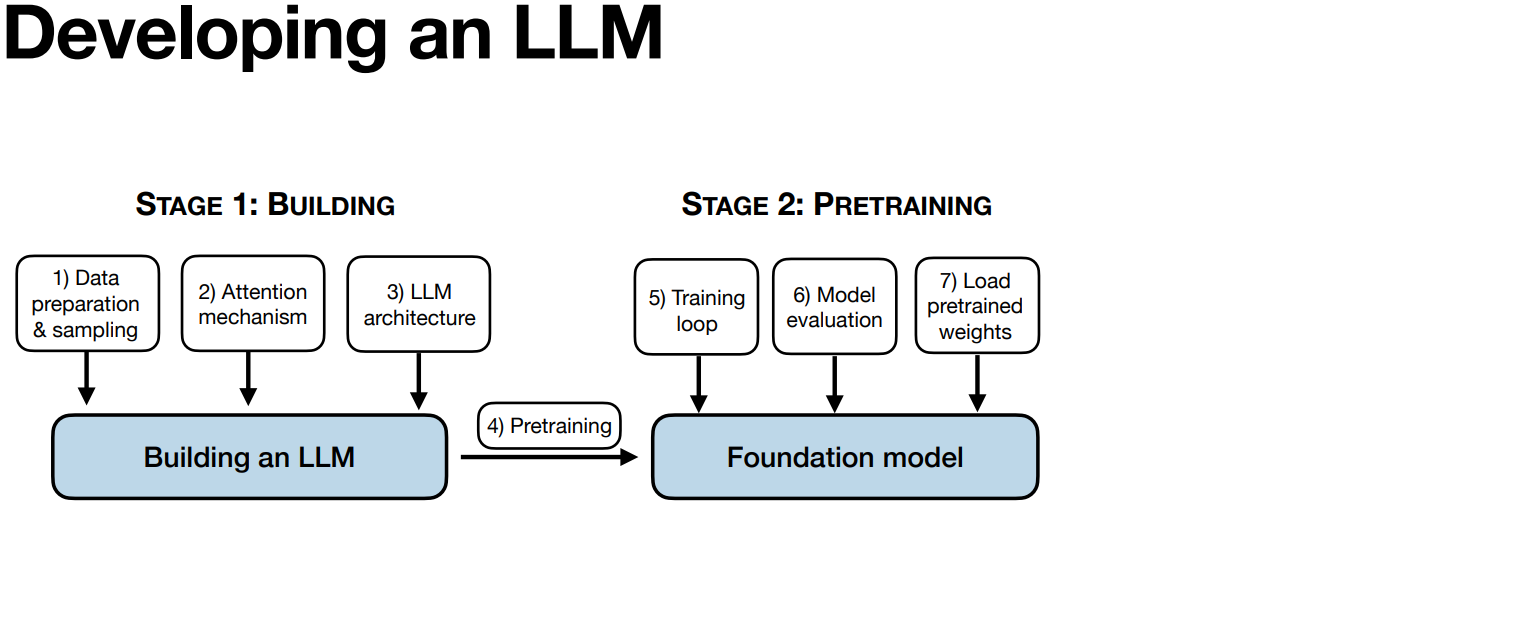 Developing an LLM
STAGE 1: BUILDING
STAGE 2: PRETRAINING
1) Data
preparation
& sampling
2) Attention
mechanism
3) LLM
architecture
5) Training
loop
6) Model
evaluation
7) Load
pretrained
weights
Building an LLM
4) Pretraining
Foundation model